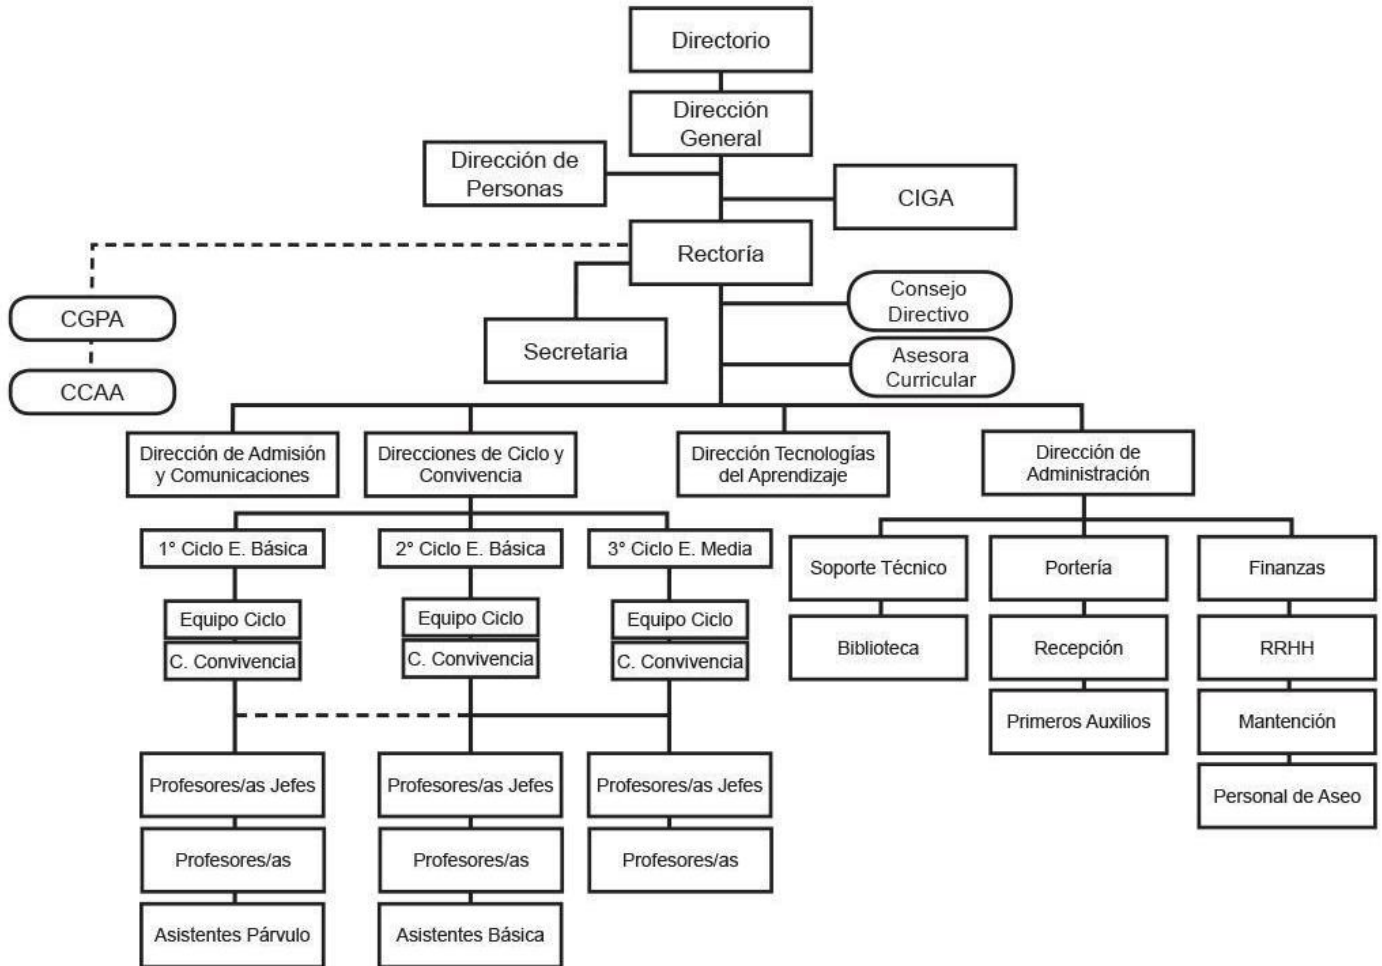 Directorio
Dirección
General
Dirección de
Personas
CIGA
Rectoría
Consejo
Directivo
CGPA
Secretaria
Asesora
Curricular
CCAA
Dirección de Admisión
y Comunicaciones
Direcciones de Ciclo y
Convivencia
Dirección Tecnologías
del Aprendizaje
Dirección de
Administración
1° Ciclo E. Básica
2° Ciclo E. Básica
3° Ciclo E. Media
Soporte Técnico
Portería
Finanzas
Equipo Ciclo
Equipo Ciclo
Equipo Ciclo
C. Convivencia
C. Convivencia
C. Convivencia
Biblioteca
Recepción
RRHH
Primeros Auxilios
Mantención
Profesores/as Jefes
Profesores/as Jefes
Profesores/as Jefes
Personal de Aseo
Profesores/as
Profesores/as
Profesores/as
Asistentes Párvulo
Asistentes Básica